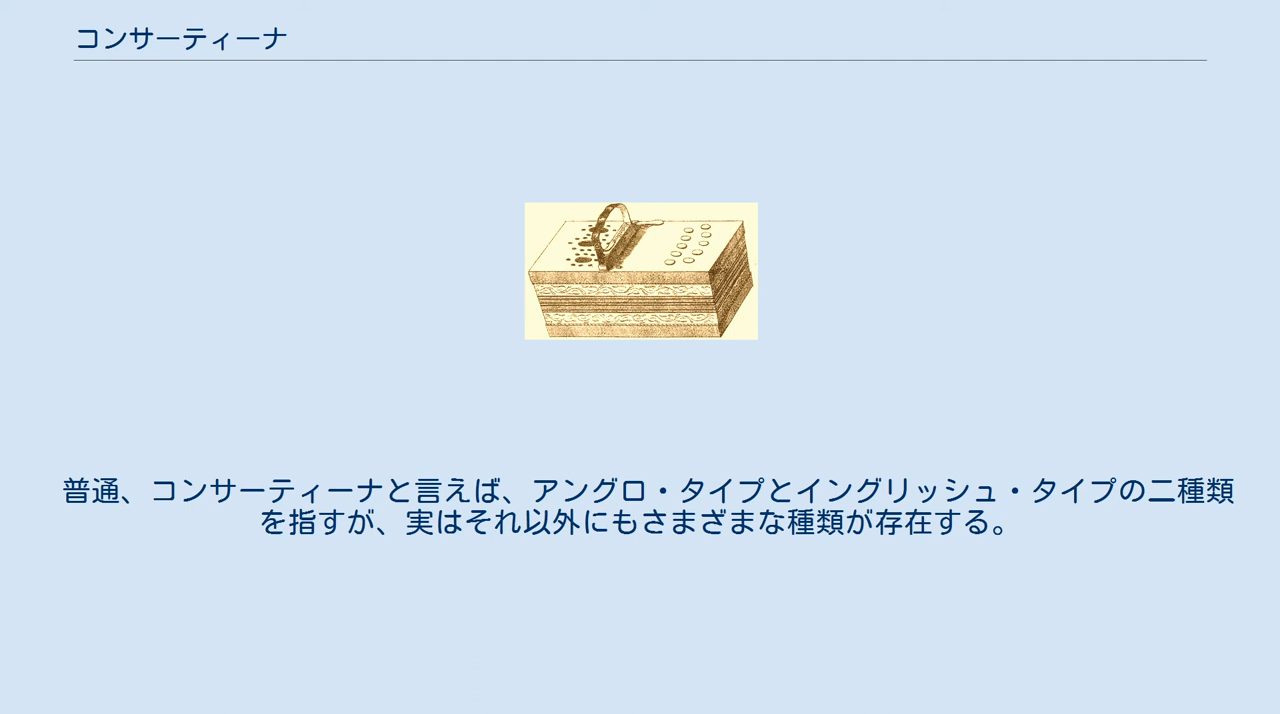 コンサーティーナ
普通、コンサーティーナと言えば、アングロ・タイプとイングリッシュ・タイプの二種類
を指すが、実はそれ以外にもさまざまな種類が存在する。